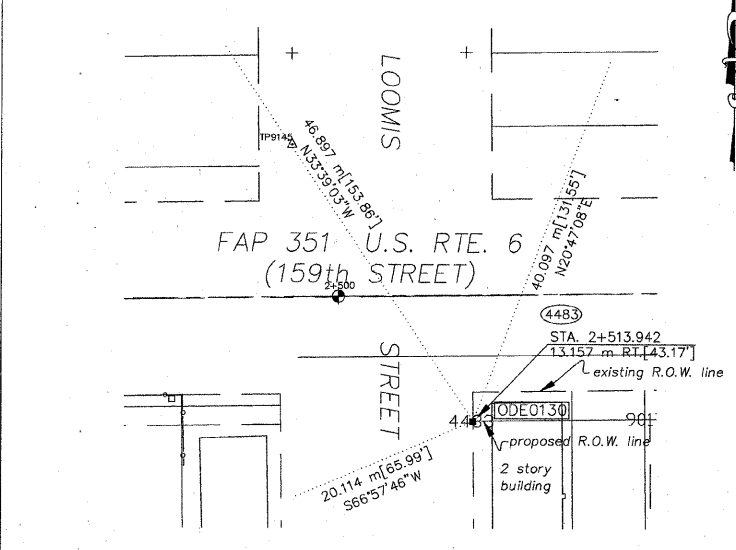 LOOMIS
TP9145
46.897 m[153.86']
N33°39'03"W
40.097 m[131.55']
N20°47'08"E
FAP 351 U.S. RTE. 6
(159th STREET)
2+500
4483
STA. 2+513.942
13.157 m RT.[43.17']
existing R.O.W. line
STREET
4483
ODE0130
901
proposed R.O.W. line
2 story
building
20.114 m[65.99']
S66°57'46"W